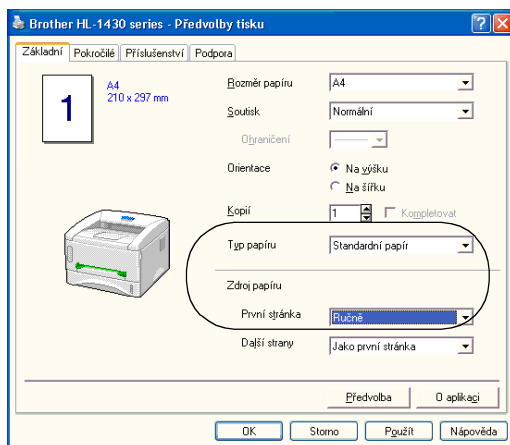 Brother HL-1430 series - Předvolby tisku
Základní Pokročilé Příslušenství Podpora
1
A4
210 x 297 mm
Rozměr papíru A4
Soutisk Normální
Ohraničení
Orientace Na výšku
Na šířku
Kopií 1 Kompletovat
Typ papíru Standardní papír
Zdroj papíru
První stránka Ručně
Další strany Jako první stránka
Předvolba O aplikaci
OK Storno Použít Nápověda